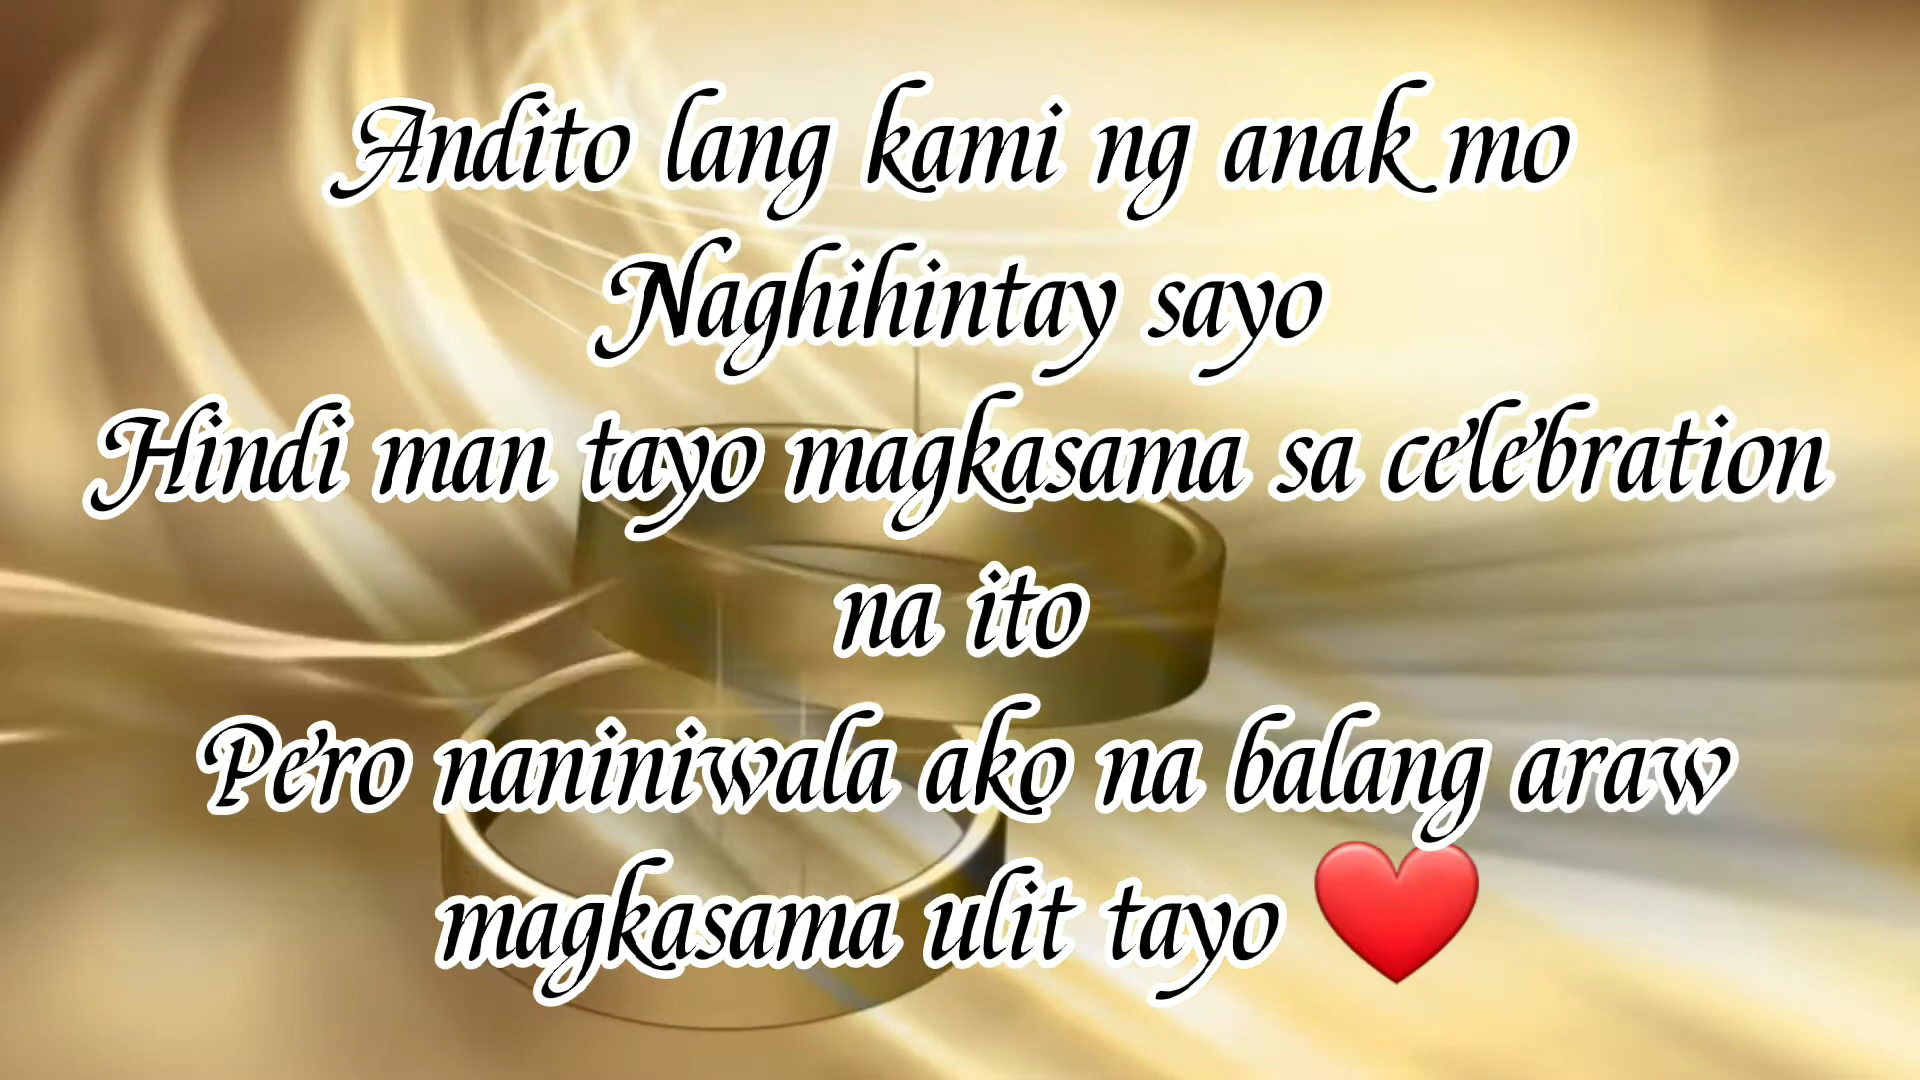 Andito lang kami ng anak mo
Naghihintay sayo
Hindi man tayo magkasama sa celebration
na ito
Pero naniniwala ako na balang araw
magkasama ulit tayo ❤️